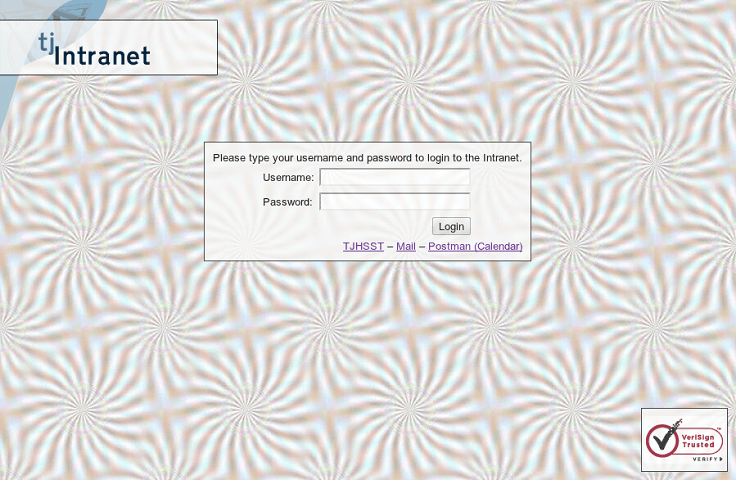 tj
Intranet
Please type your username and password to login to the Intranet.
Username:
Password:
Login
TJHSST – Mail – Postman (Calendar)
VeriSign
Trusted
VERIFY